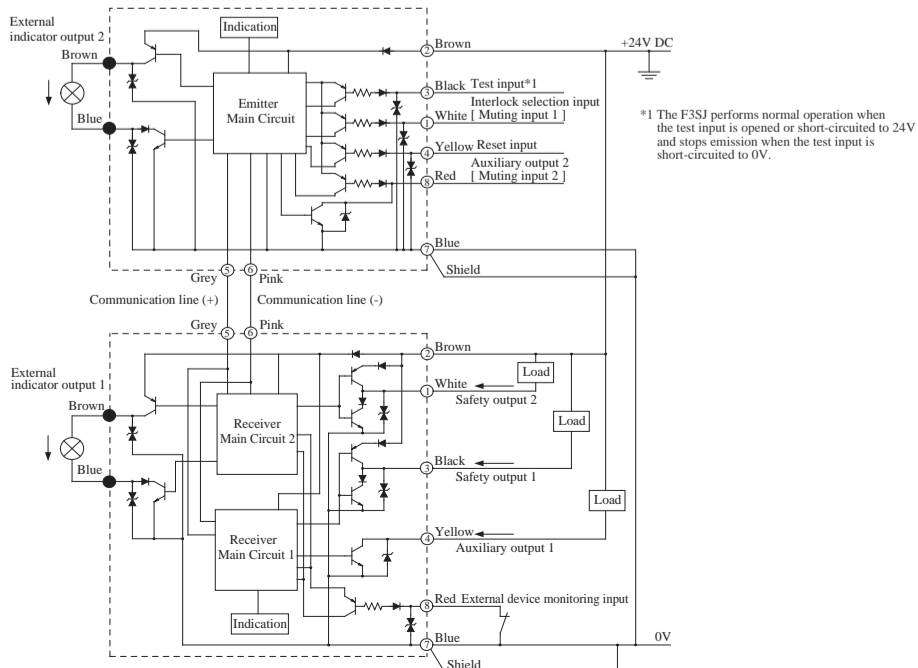 External
indicator output 2
Brown
Blue
Indication
Emitter
Main Circuit
2 Brown
+24V DC
3 Black Test input*1
Interlock selection input
1 White [ Muting input 1 ]
4 Yellow Reset input
Auxiliary output 2
8 Red [ Muting input 2 ]
7 Blue
Shield
*1 The F3SJ performs normal operation when
the test input is opened or short-circuited to 24V
and stops emission when the test input is
short-circuited to 0V.
Grey 5 6 Pink
Communication line (+) Communication line (-)
Grey 5 6 Pink
External
indicator output 1
Brown
Blue
Receiver
Main Circuit 2
Receiver
Main Circuit 1
Indication
2 Brown
Load
1 White
Safety output 2
Load
3 Black
Safety output 1
Load
4 Yellow
Auxiliary output 1
8 Red External device monitoring input
7 Blue
0V
Shield